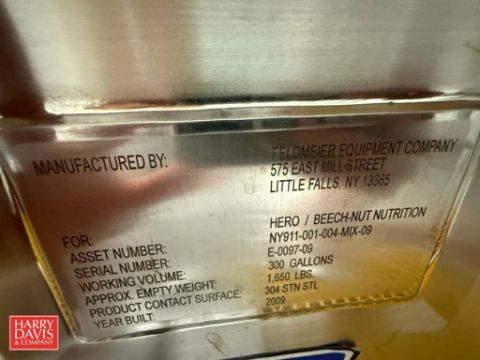 MANUFACTURED BY: FELDMEIER EQUIPMENT COMPANY
575 EAST MILL STREET
LITTLE FALLS, NY 13365
FOR: HERO / BEECH-NUT NUTRITION
ASSET NUMBER: NY911-001-004-MIX-09
SERIAL NUMBER: E-0097-09
WORKING VOLUME: 300 GALLONS
APPROX. EMPTY WEIGHT: 1,650 LBS.
PRODUCT CONTACT SURFACE: 304 STN STL
YEAR BUILT: 2009
HARRY
DAVIS
& COMPANY